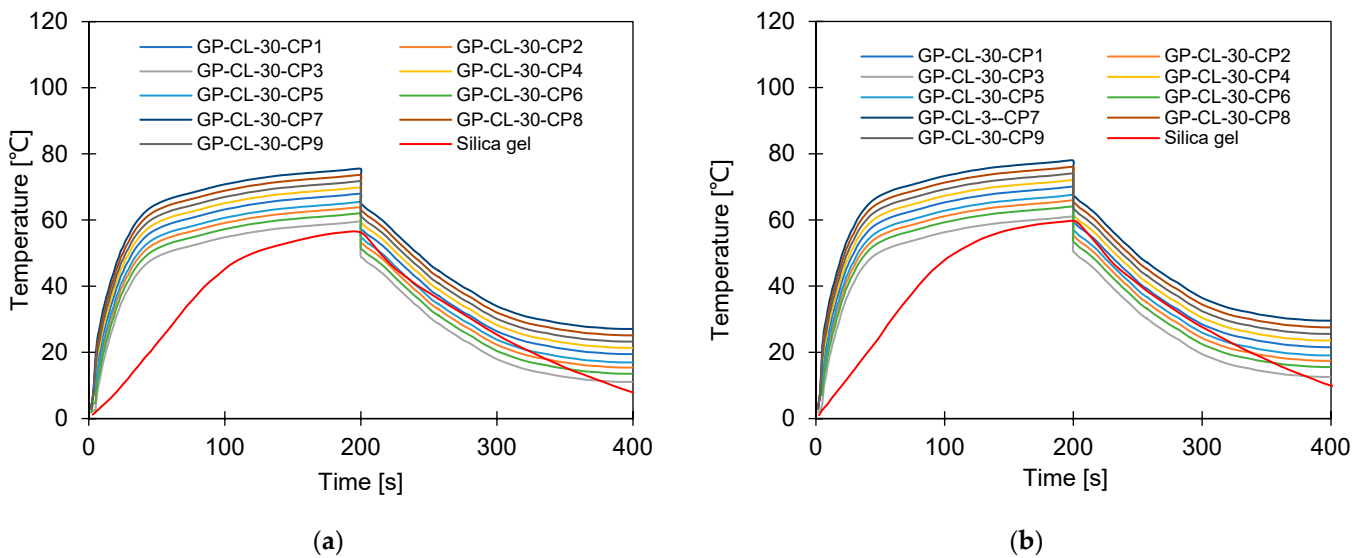 120
100
80
60
40
20
0
Temperature [℃]
GP-CL-30-CP1 GP-CL-30-CP2
GP-CL-30-CP3 GP-CL-30-CP4
GP-CL-30-CP5 GP-CL-30-CP6
GP-CL-30-CP7 GP-CL-30-CP8
GP-CL-30-CP9 Silica gel
0 100 200 300 400
Time [s]
(a)
120
100
80
60
40
20
0
Temperature [℃]
GP-CL-30-CP1 GP-CL-30-CP2
GP-CL-30-CP3 GP-CL-30-CP4
GP-CL-30-CP5 GP-CL-30-CP6
GP-CL-3--CP7 GP-CL-30-CP8
GP-CL-30-CP9 Silica gel
0 100 200 300 400
Time [s]
(b)